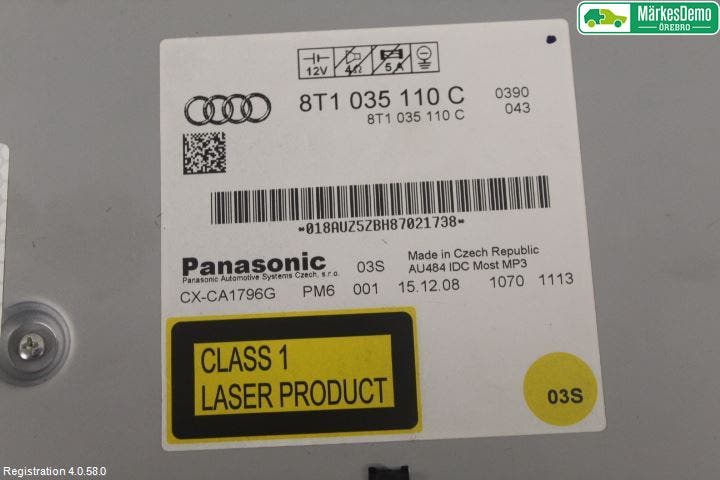 MärkesDemo
ÖREBRO
12V 4Ω 5A
8T1 035 110 C 0390
8T1 035 110 C 043
*018AUZ5ZBH87021738*
Panasonic 03S Made in Czech Republic
Panasonic Automotive Systems Czech, s.r.o. AU484 IDC Most MP3
CX-CA1796G PM6 001 15.12.08 1070 1113
CLASS 1
LASER PRODUCT
03S
Registration 4.0.58.0